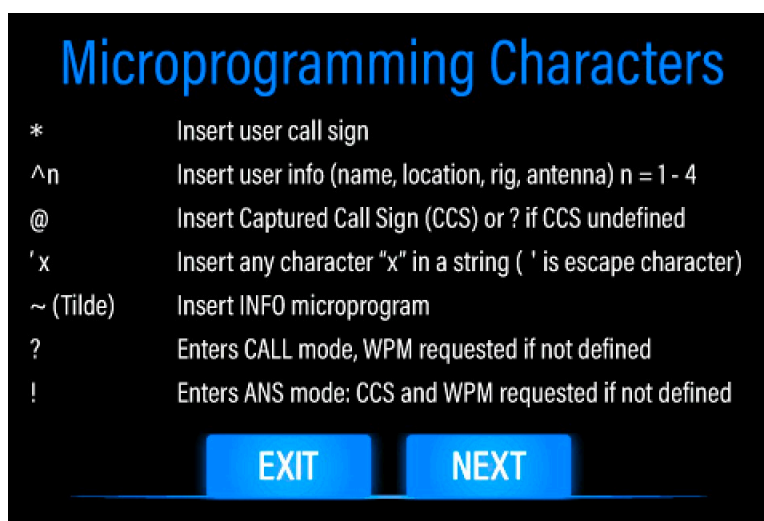 Microprogramming Characters
* Insert user call sign
^n Insert user info (name, location, rig, antenna) n = 1 - 4
@ Insert Captured Call Sign (CCS) or ? if CCS undefined
' x Insert any character “x” in a string ( ' is escape character)
~ (Tilde) Insert INFO microprogram
? Enters CALL mode, WPM requested if not defined
! Enters ANS mode: CCS and WPM requested if not defined
EXIT NEXT